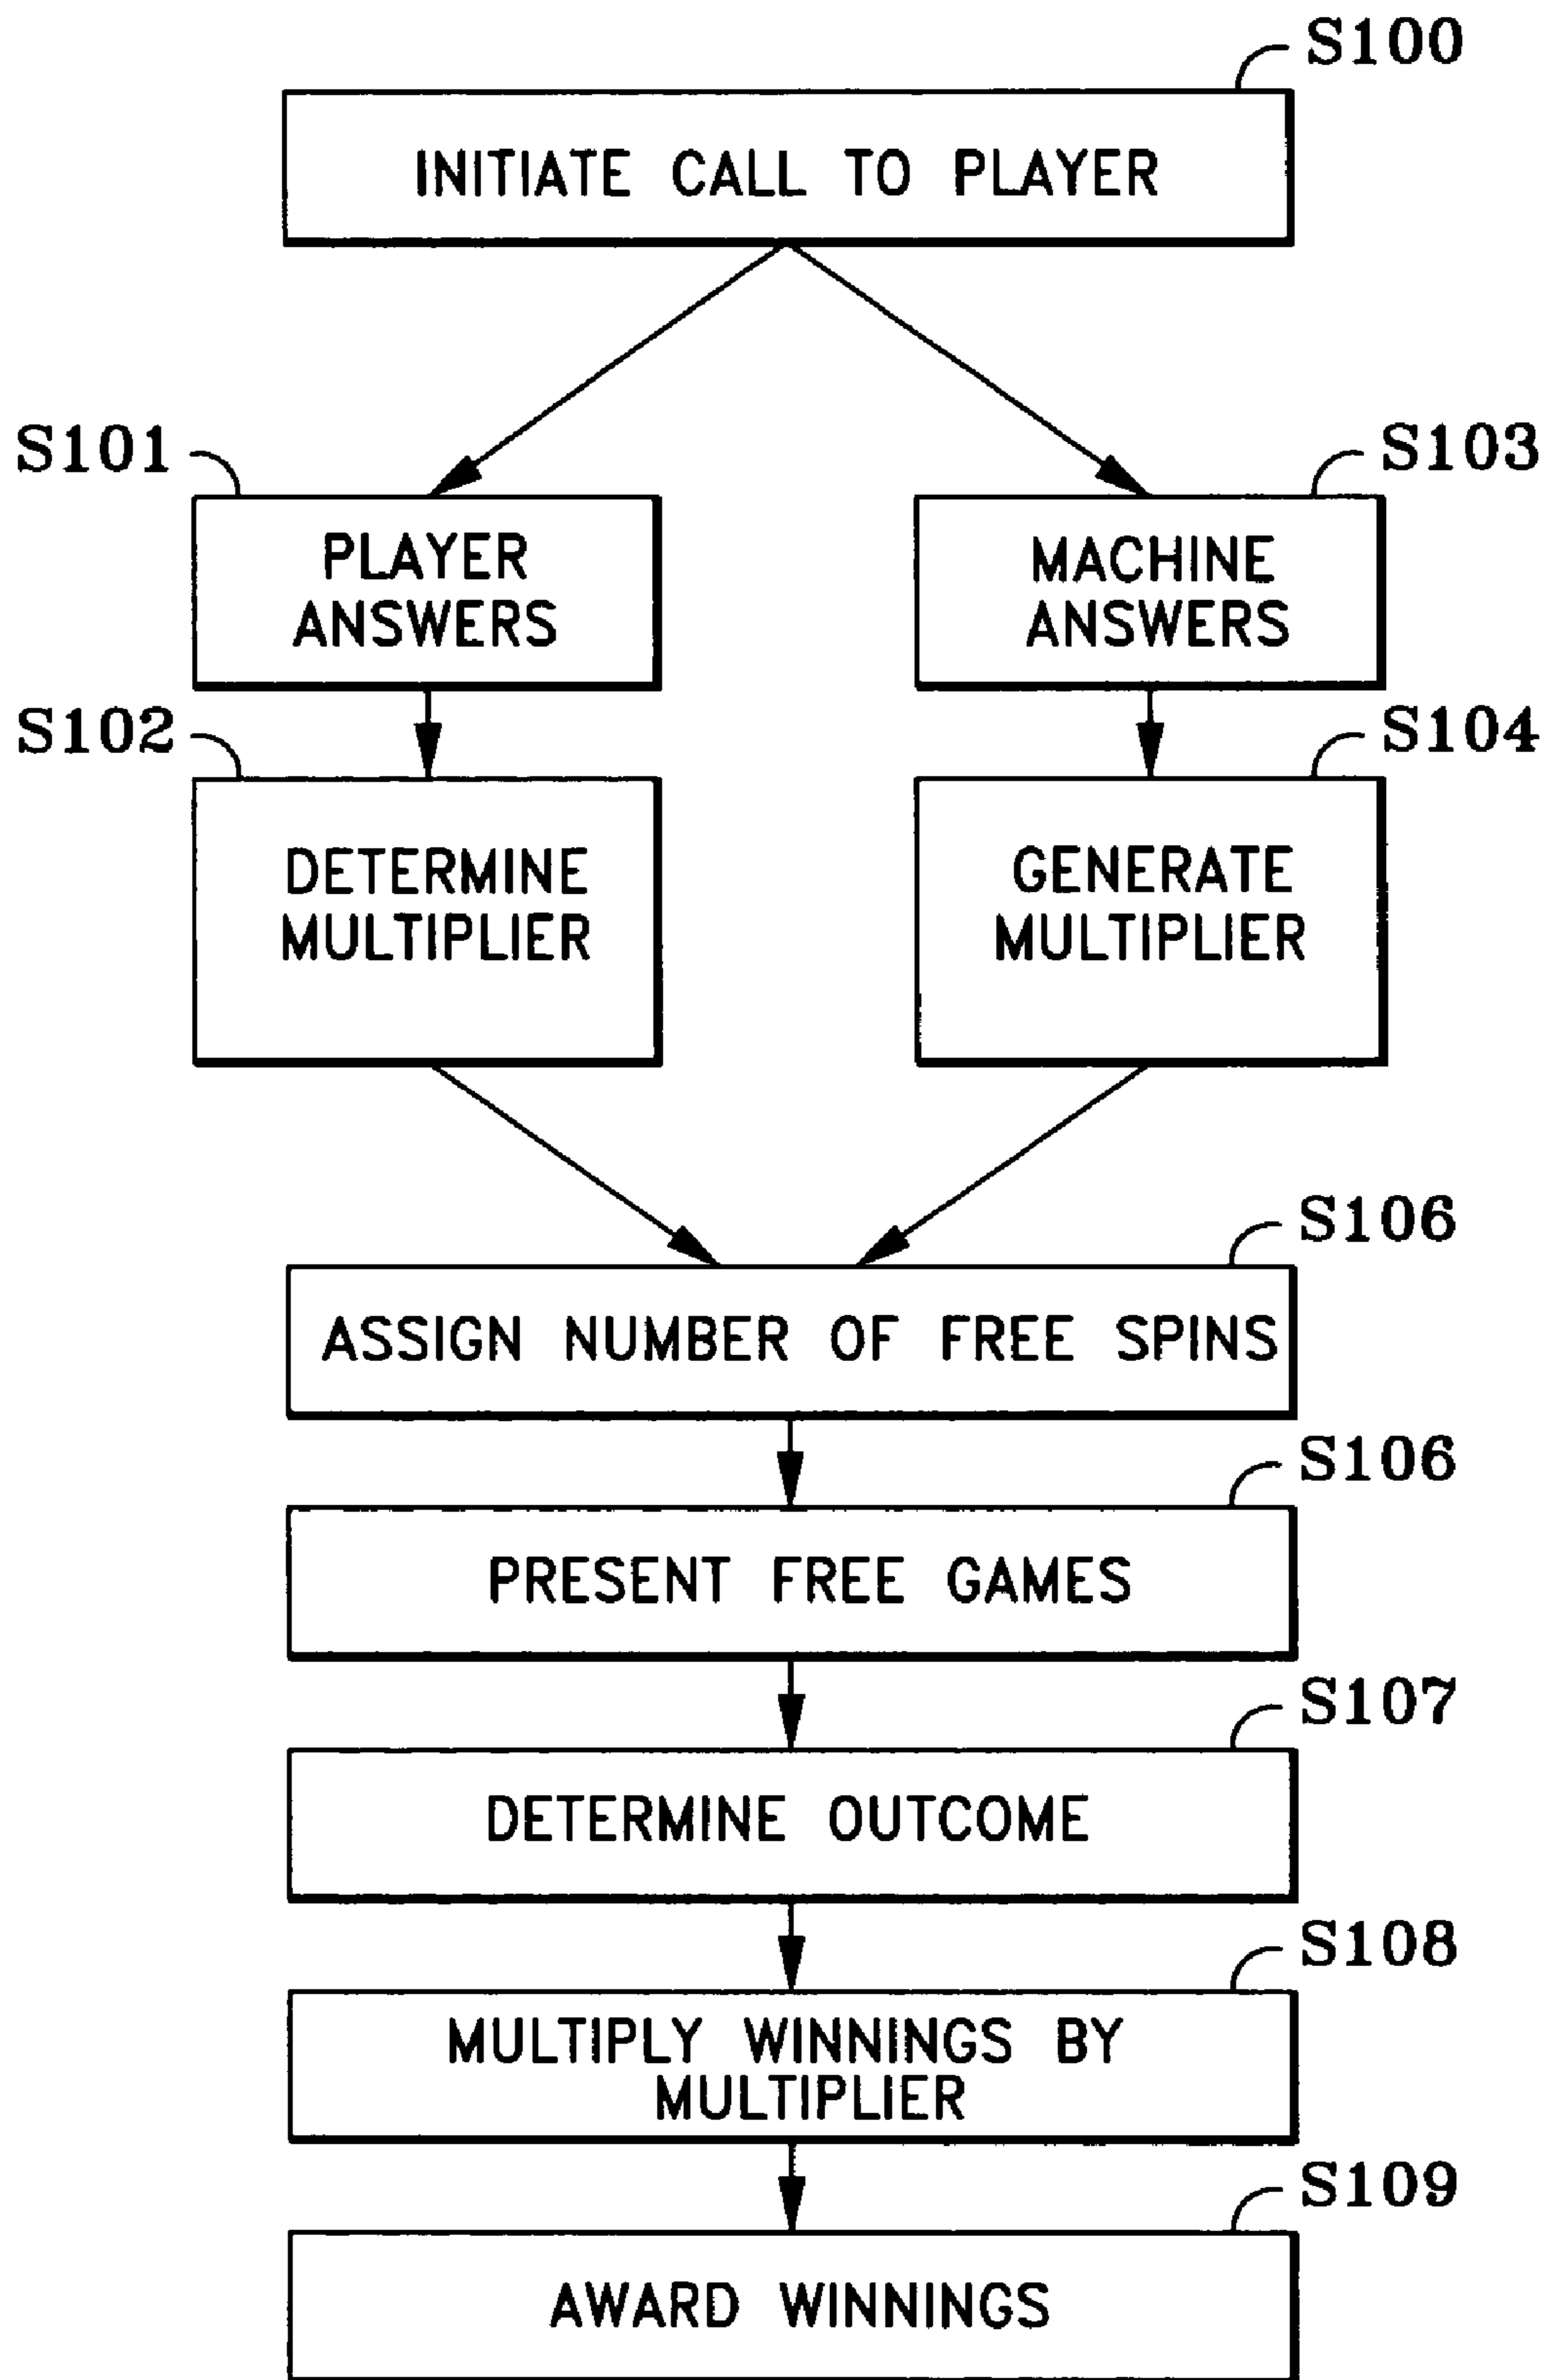 S100
INITIATE CALL TO PLAYER
S101
S103
PLAYER
ANSWERS
MACHINE
ANSWERS
S102
S104
DETERMINE
MULTIPLIER
GENERATE
MULTIPLIER
S106
ASSIGN NUMBER OF FREE SPINS
S106
PRESENT FREE GAMES
S107
DETERMINE OUTCOME
S108
MULTIPLY WINNINGS BY
MULTIPLIER
S109
AWARD WINNINGS